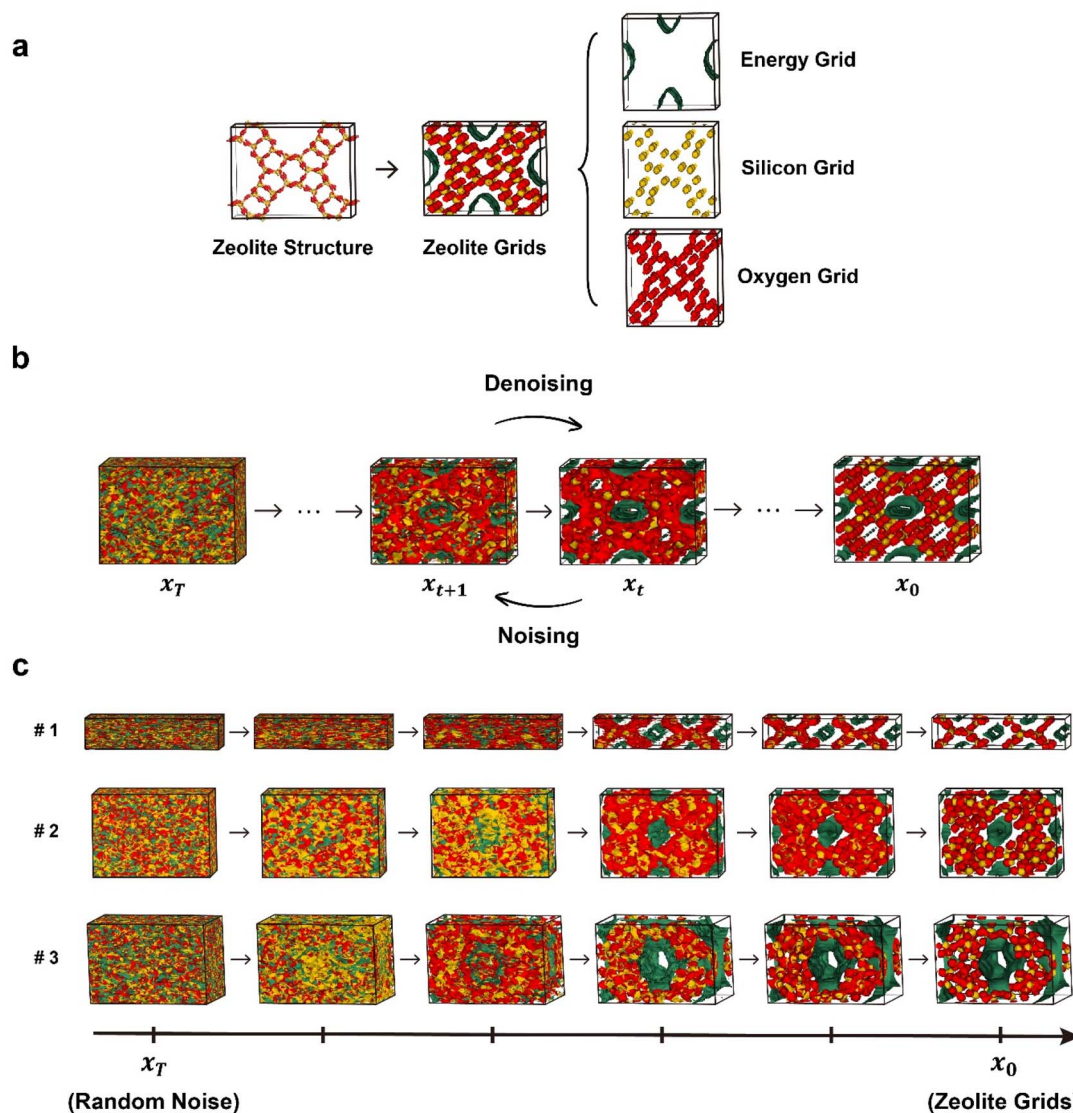 a
Energy Grid
Silicon Grid
Oxygen Grid
Zeolite Structure
Zeolite Grids
b
Denoising
x_T
x_{t+1}
x_t
x_0
Noising
c
# 1
# 2
# 3
x_T
x_0
(Random Noise)
(Zeolite Grids